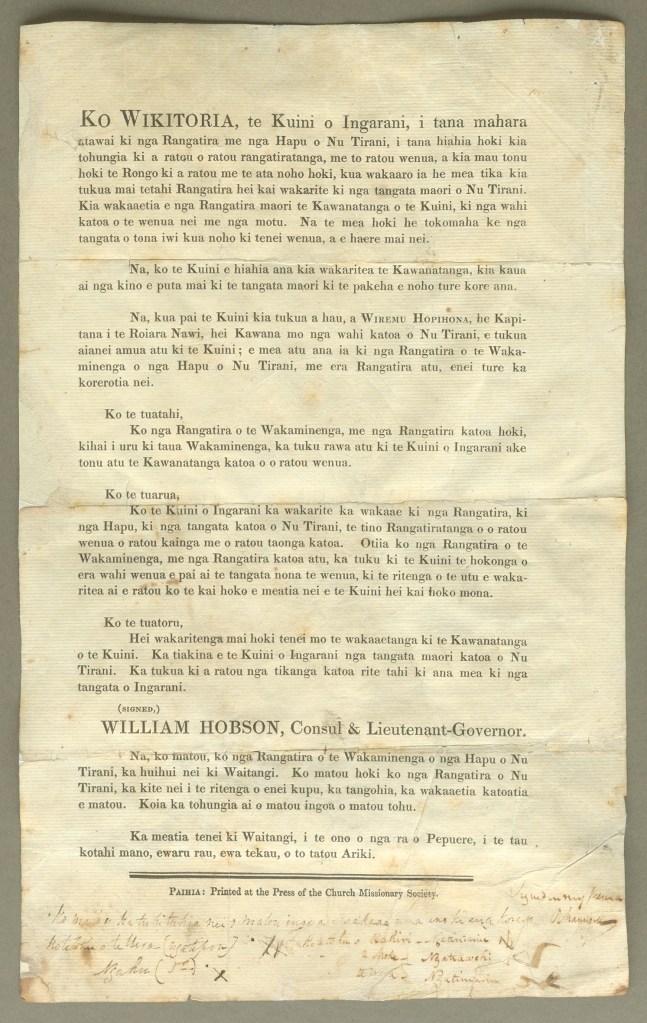 KO WIKITORIA, te Kuini o Ingarani, i tana mahara
atawai ki nga Rangatira me nga Hapu o Nu Tirani, i tana hiahia hoki kia
tohungia ki a ratou o ratou rangatiratanga, me to ratou wenua, a kia mau tonu
hoki te Rongo ki a ratou me te ata noho hoki, kua wakaaro ia he mea tika kia
tukua mai tetahi Rangatira hei kai wakarite ki nga tangata maori o Nu Tirani.
Kia wakaaetia e nga Rangatira maori te Kawanatanga o te Kuini, ki nga wahi
katoa o te wenua nei me nga motu. Na te mea hoki he tokomaha ke nga
tangata o tona iwi kua noho ki tenei wenua, a e haere mai nei.
Na, ko te Kuini e hiahia ana kia wakaritea te Kawanatanga, kia kaua
ai nga kino e puta mai ki te tangata maori ki te pakeha e noho ture kore ana.
Na, kua pai te Kuini kia tukua a hau, a WIREMU HOPIHONA, he Kapi-
tana i te Roiara Nawi, hei Kawana mo nga wahi katoa o Nu Tirani, e tukua
aianei amua atu ki te Kuini; e mea atu ana ia ki nga Rangatira o te Waka-
minenga o nga Hapu o Nu Tirani, me era Rangatira atu, enei ture ka
korerotia nei.
Ko te tuatahi,
Ko nga Rangatira o te Wakaminenga, me nga Rangatira katoa hoki,
kihai i uru ki taua Wakaminenga, ka tuku rawa atu ki te Kuini o Ingarani ake
tonu atu te Kawanatanga katoa o o ratou wenua.
Ko te tuarua,
Ko te Kuini o Ingarani ka wakarite ka wakaae ki nga Rangatira, ki
nga Hapu, ki nga tangata katoa o Nu Tirani, te tino Rangatiratanga o o ratou
wenua o ratou kainga me o ratou taonga katoa. Otiia ko nga Rangatira o te
Wakaminenga, me nga Rangatira katoa atu, ka tuku ki te Kuini te hokonga o
era wahi wenua e pai ai te tangata nona te wenua, ki te ritenga o te utu e waka-
ritea ai e ratou ko te kai hoko e meatia nei e te Kuini hei kai hoko mona.
Ko te tuatoru,
Hei wakaritenga mai hoki tenei mo te wakaaetanga ki te Kawanatanga
o te Kuini. Ka tiakina e te Kuini o Ingarani nga tangata maori katoa o Nu
Tirani. Ka tukua ki a ratou nga tikanga katoa rite tahi ki ana mea ki nga
tangata o Ingarani.
(SIGNED,)
WILLIAM HOBSON, Consul & Lieutenant-Governor.
Na, ko matou, ko nga Rangatira o te Wakaminenga o nga Hapu o Nu
Tirani, ka huihui nei ki Waitangi. Ko matou hoki ko nga Rangatira o Nu
Tirani, ka kite nei i te ritenga o enei kupu, ka tangohia, ka wakaaetia katoatia
e matou. Koia ka tohungia ai o matou ingoa o matou tohu.
Ka meatia tenei ki Waitangi, i te ono o nga ra o Pepuere, i te tau
kotahi mano, ewaru rau, ewa tekau, o to tatou Ariki.
PAIHIA: Printed at the Press of the Church Missionary Society.